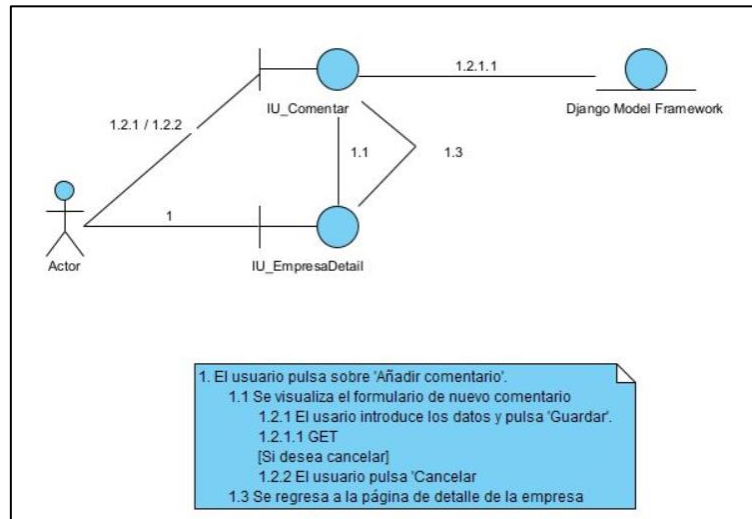 1.2.1.1
IU_Comentar
Django Model Framework
1.2.1 / 1.2.2
1.1
1.3
1
Actor
IU_EmpresaDetail
1. El usuario pulsa sobre 'Añadir comentario'.
1.1 Se visualiza el formulario de nuevo comentario
1.2.1 El usario introduce los datos y pulsa 'Guardar'.
1.2.1.1 GET
[Si desea cancelar]
1.2.2 El usuario pulsa 'Cancelar
1.3 Se regresa a la página de detalle de la empresa